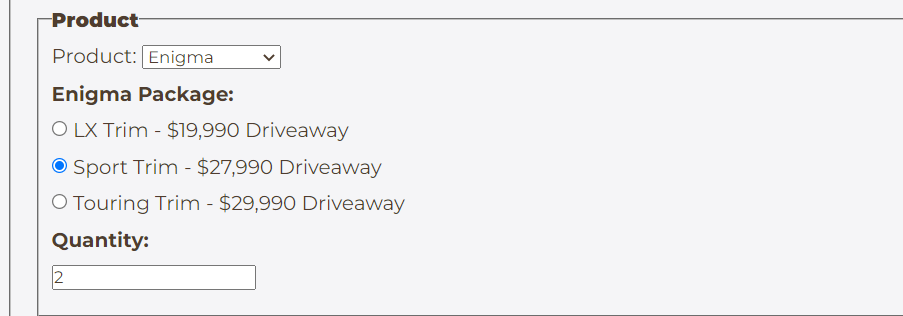 Product
Product: Enigma
Enigma Package:
LX Trim - $19,990 Driveaway
Sport Trim - $27,990 Driveaway
Touring Trim - $29,990 Driveaway
Quantity:
2